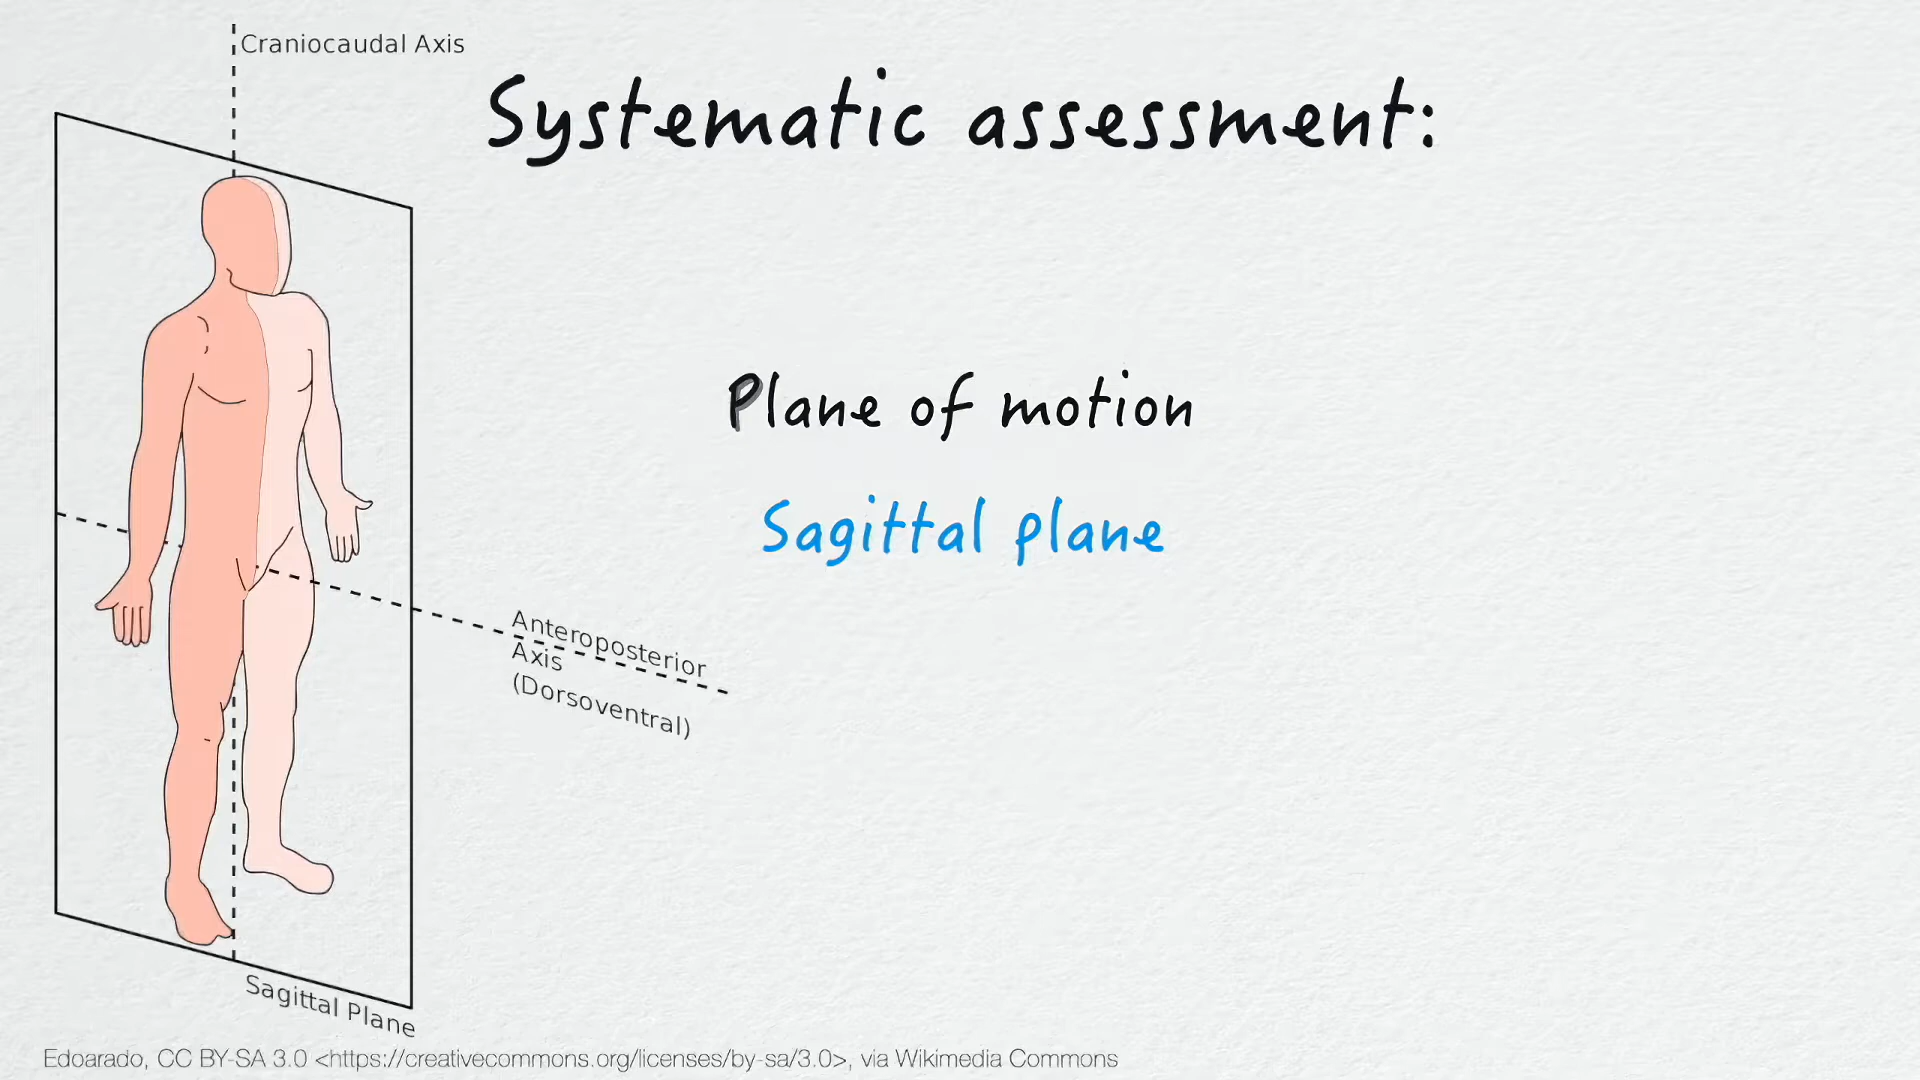 Craniocaudal Axis
Systematic assessment:
Plane of motion
Sagittal plane
Anteroposterior
Axis
(Dorsoventral)
Sagittal Plane
Edoarado, CC BY-SA 3.0 <https://creativecommons.org/licenses/by-sa/3.0>, via Wikimedia Commons